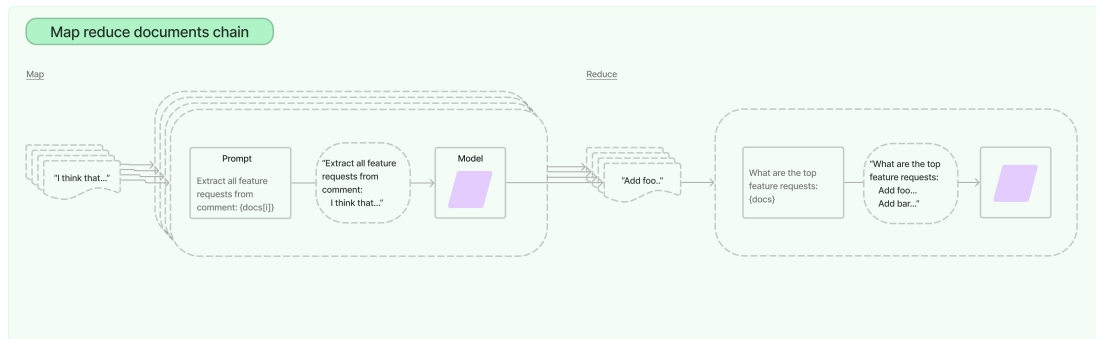 Map reduce documents chain
Map
Reduce
“I think that...”
Prompt
Extract all feature
requests from
comment: {docs[i]}
“Extract all feature
requests from
comment:
I think that...”
Model
“Add foo..”
What are the top
feature requests:
{docs}
“What are the top
feature requests:
Add foo...
Add bar...”